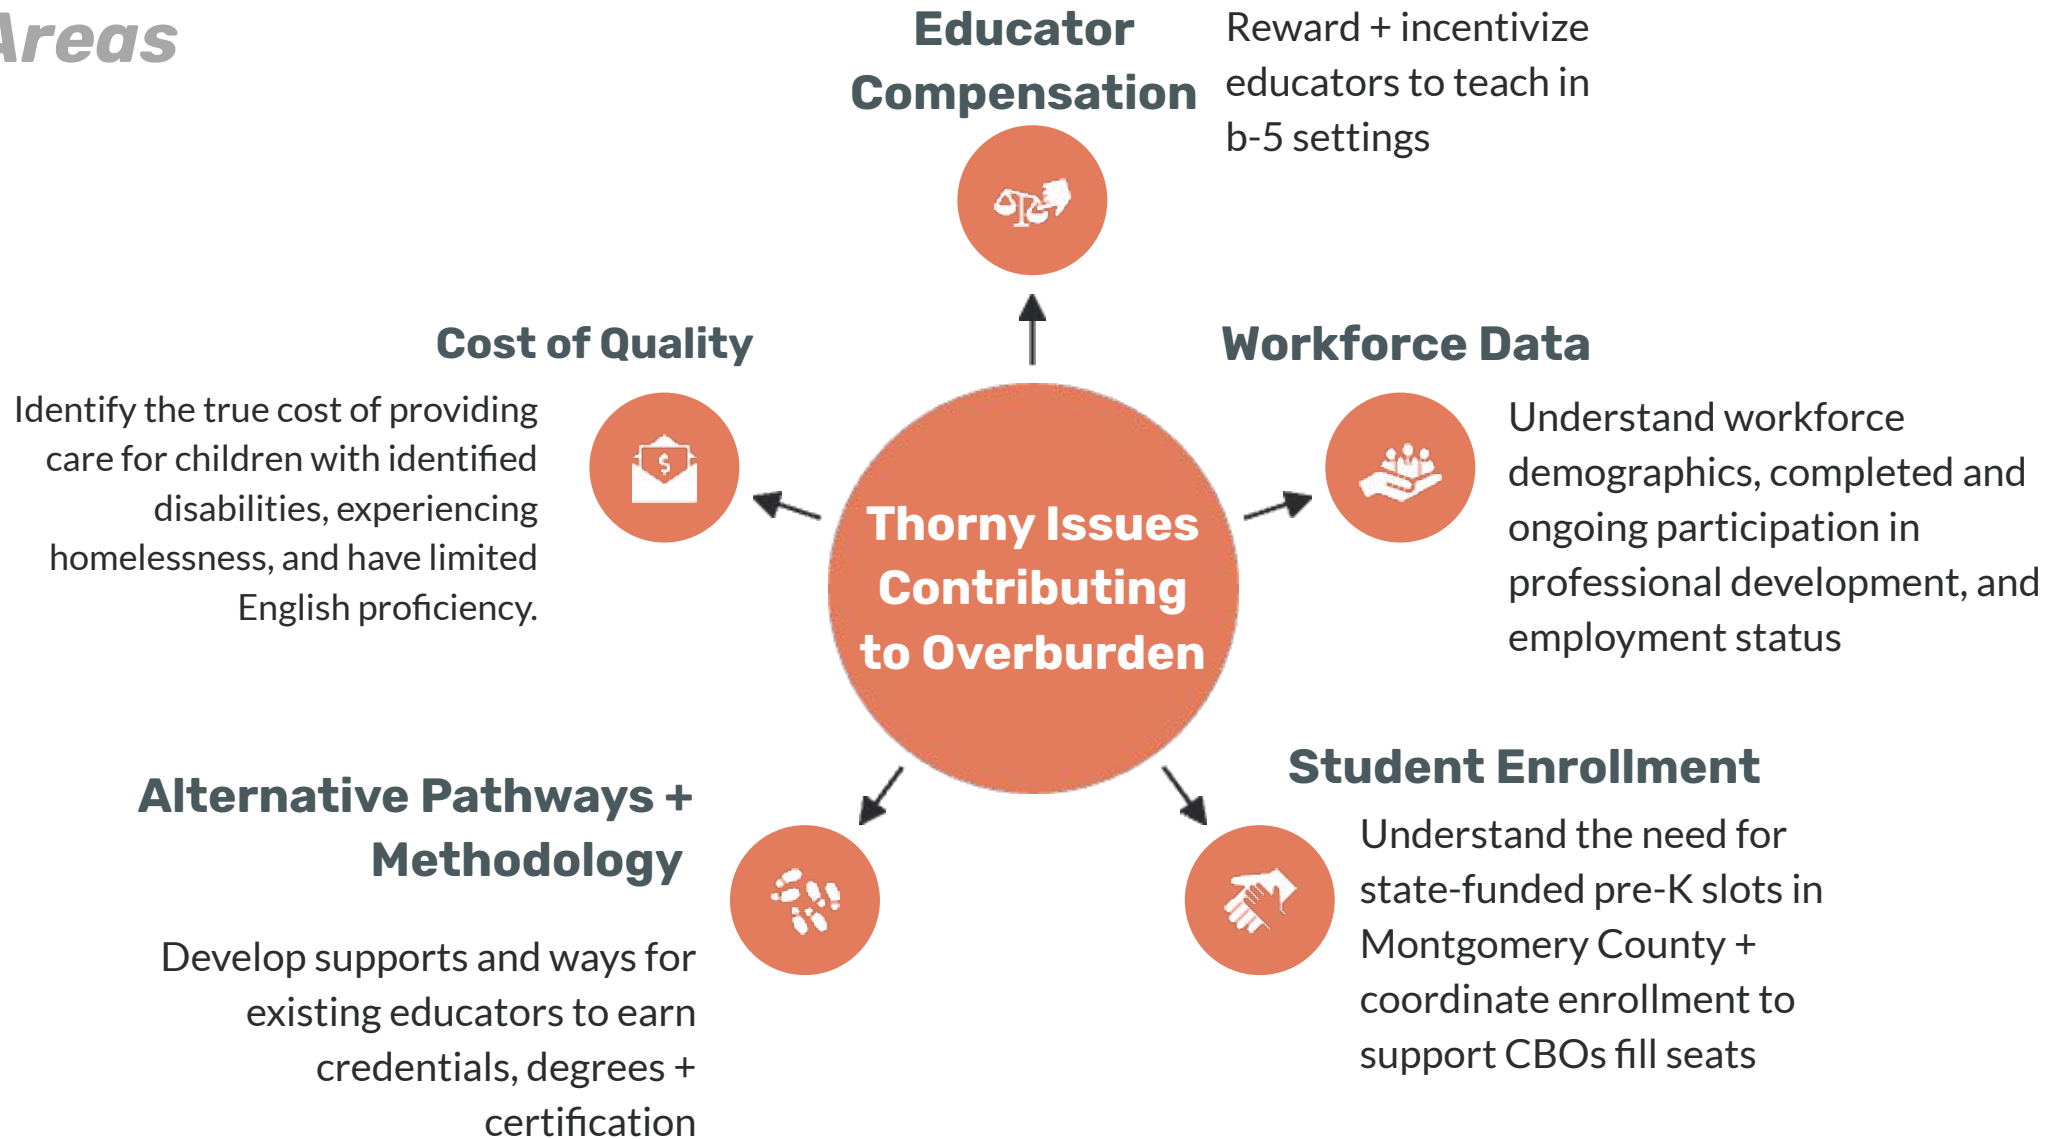 Areas
Educator
Compensation
Reward + incentivize
educators to teach in
b-5 settings
Cost of Quality
Identify the true cost of providing
care for children with identified
disabilities, experiencing
homelessness, and have limited
English proficiency.
$
Workforce Data
Understand workforce
demographics, completed and
ongoing participation in
professional development, and
employment status
Thorny Issues
Contributing
to Overburden
Alternative Pathways +
Methodology
Develop supports and ways for
existing educators to earn
credentials, degrees +
certification
Student Enrollment
Understand the need for
state-funded pre-K slots in
Montgomery County +
coordinate enrollment to
support CBOs fill seats